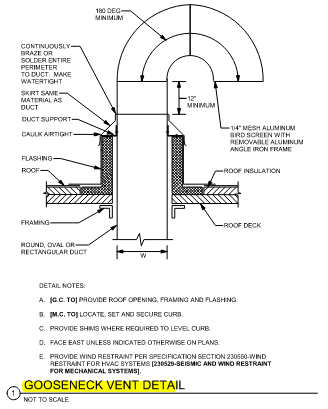 180 DEG
MINIMUM
CONTINUOUSLY
BRAZE OR
SOLDER ENTIRE
PERIMETER
TO DUCT. MAKE
WATERTIGHT
SKIRT SAME
MATERIAL AS
DUCT
12"
MINIMUM
DUCT SUPPORT
CAULK AIRTIGHT
1/4" MESH ALUMINUM
BIRD SCREEN WITH
REMOVABLE ALUMINUM
ANGLE IRON FRAME
FLASHING
ROOF
ROOF INSULATION
FRAMING
ROOF DECK
ROUND, OVAL OR
RECTANGULAR DUCT
W
DETAIL NOTES:
A. [G.C. TO] PROVIDE ROOF OPENING, FRAMING AND FLASHING.
B. [M.C. TO] LOCATE, SET AND SECURE CURB.
C. PROVIDE SHIMS WHERE REQUIRED TO LEVEL CURB.
D. FACE EAST UNLESS INDICATED OTHERWISE ON PLANS.
E. PROVIDE WIND RESTRAINT PER SPECIFICATION SECTION 230550-WIND
RESTRAINT FOR HVAC SYSTEMS [230529-SEISMIC AND WIND RESTRAINT
FOR MECHANICAL SYSTEMS].
1 GOOSENECK VENT DETAIL
NOT TO SCALE